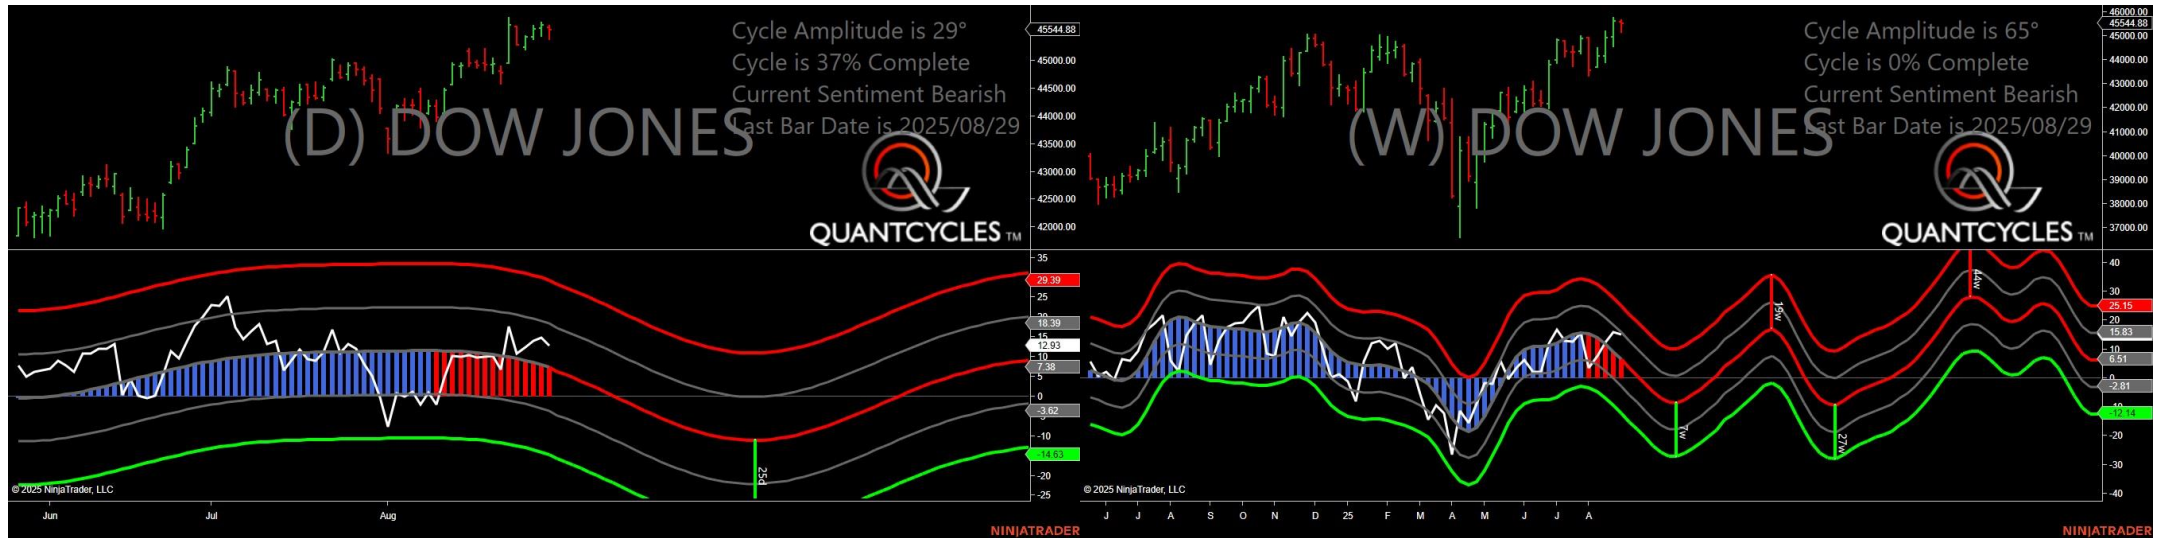 Cycle Amplitude is 29°
Cycle is 37% Complete
Current Sentiment Bearish
Last Bar Date is 2025/08/29
(D) DOW JONES
QUANTCYCLES TM
45544.88
45000.00
44500.00
44000.00
43500.00
43000.00
42500.00
42000.00
35
29.39
25
18.39
12.93
10
7.38
5
0
-3.62
-10
-14.63
-20
-25
25d
© 2025 NinjaTrader, LLC
Jun Jul Aug
NINJATRADER
Cycle Amplitude is 65°
Cycle is 0% Complete
Current Sentiment Bearish
Last Bar Date is 2025/08/29
(W) DOW JONES
QUANTCYCLES TM
46000.00
45544.88
45000.00
44000.00
43000.00
42000.00
41000.00
40000.00
39000.00
38000.00
37000.00
40
30
25.15
20
15.83
10
6.51
0
-2.81
-12.14
-20
-30
-40
7w
19w
27w
44w
© 2025 NinjaTrader, LLC
J J A S O N D 25 F M A M J J A
NINJATRADER